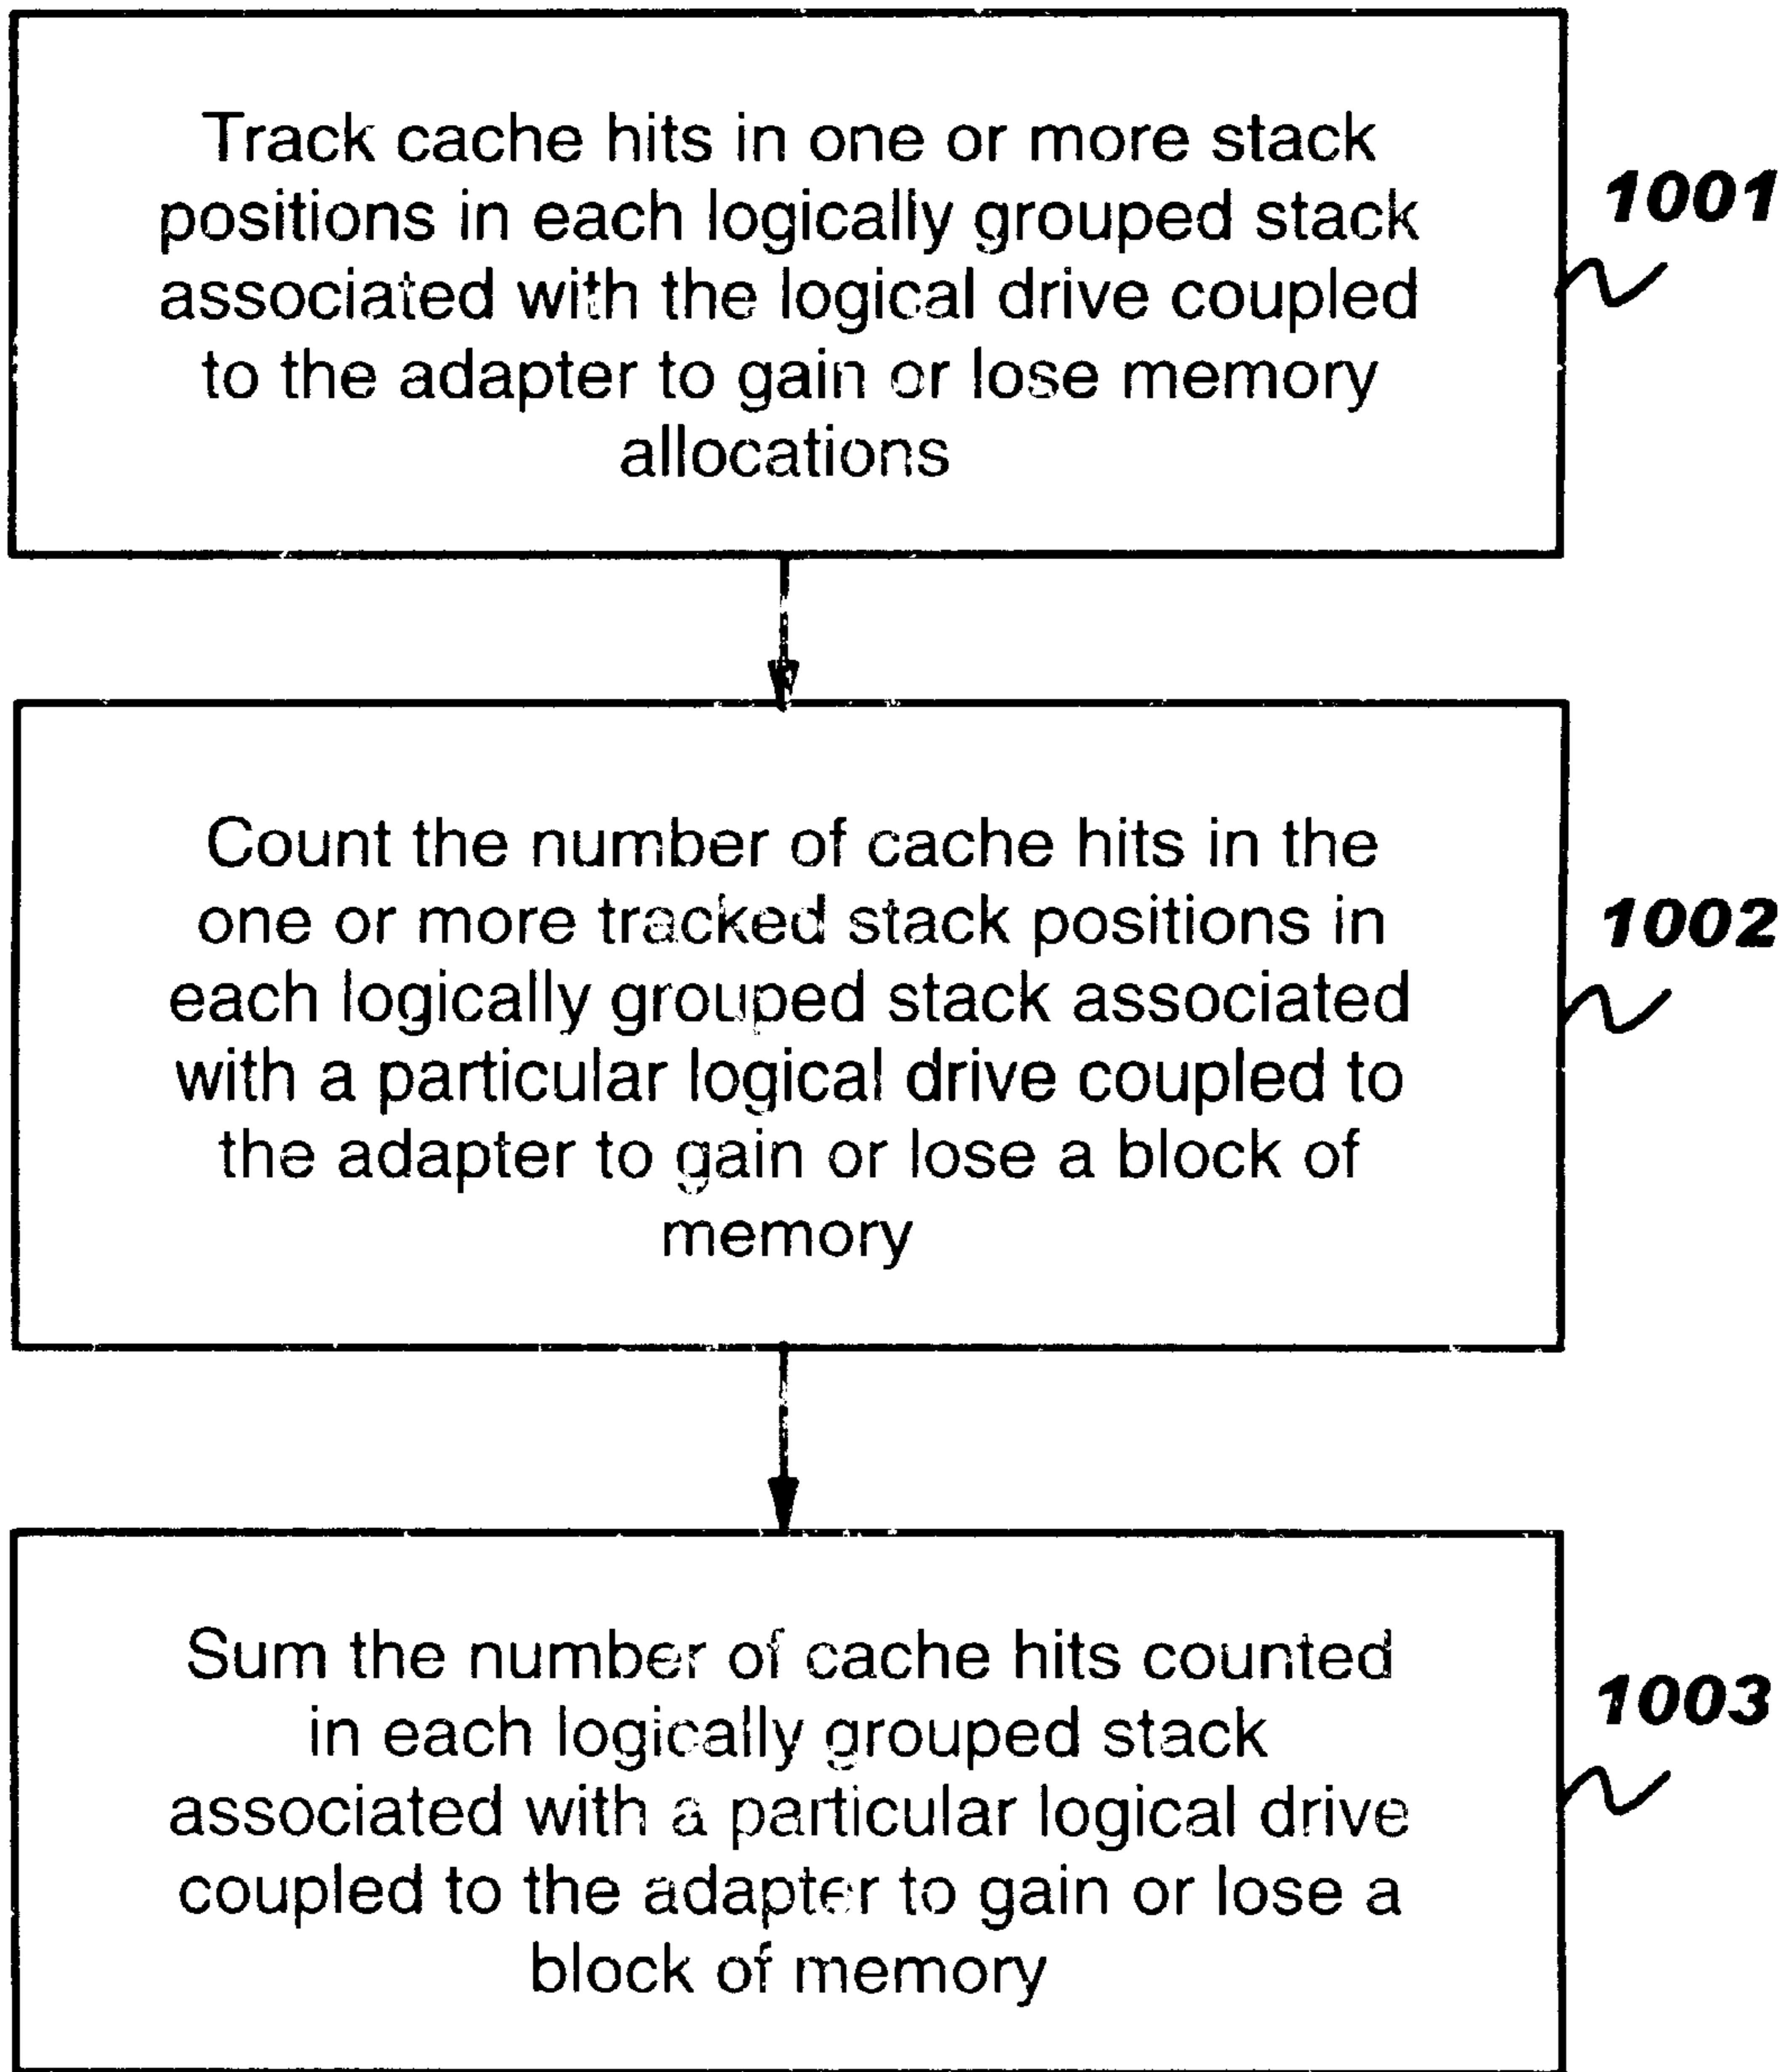 Track cache hits in one or more stack
positions in each logically grouped stack
associated with the logical drive coupled
to the adapter to gain or lose memory
allocations
1001
Count the number of cache hits in the
one or more tracked stack positions in
each logically grouped stack associated
with a particular logical drive coupled to
the adapter to gain or lose a block of
memory
1002
Sum the number of cache hits counted
in each logically grouped stack
associated with a particular logical drive
coupled to the adapter to gain or lose a
block of memory
1003